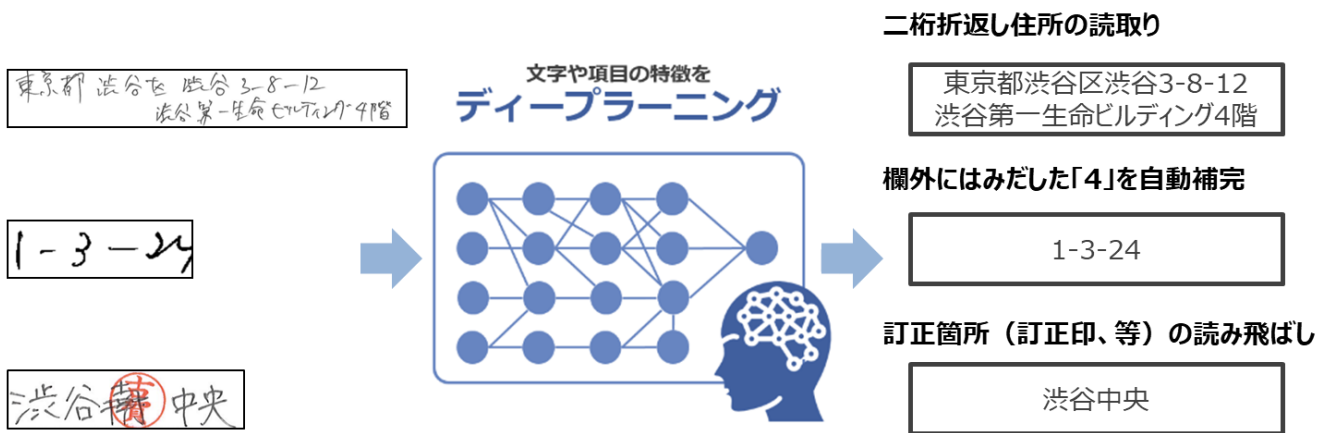 二桁折返し住所の読取り
東京都 渋谷区 渋谷 3-8-12
渋谷第一生命ビルディング4階
文字や項目の特徴を
ディープラーニング
東京都渋谷区渋谷3-8-12
渋谷第一生命ビルディング4階
欄外にはみだした「4」を自動補完
1-3-24
1-3-24
訂正箇所（訂正印、等）の読み飛ばし
渋谷 中央
渋谷中央